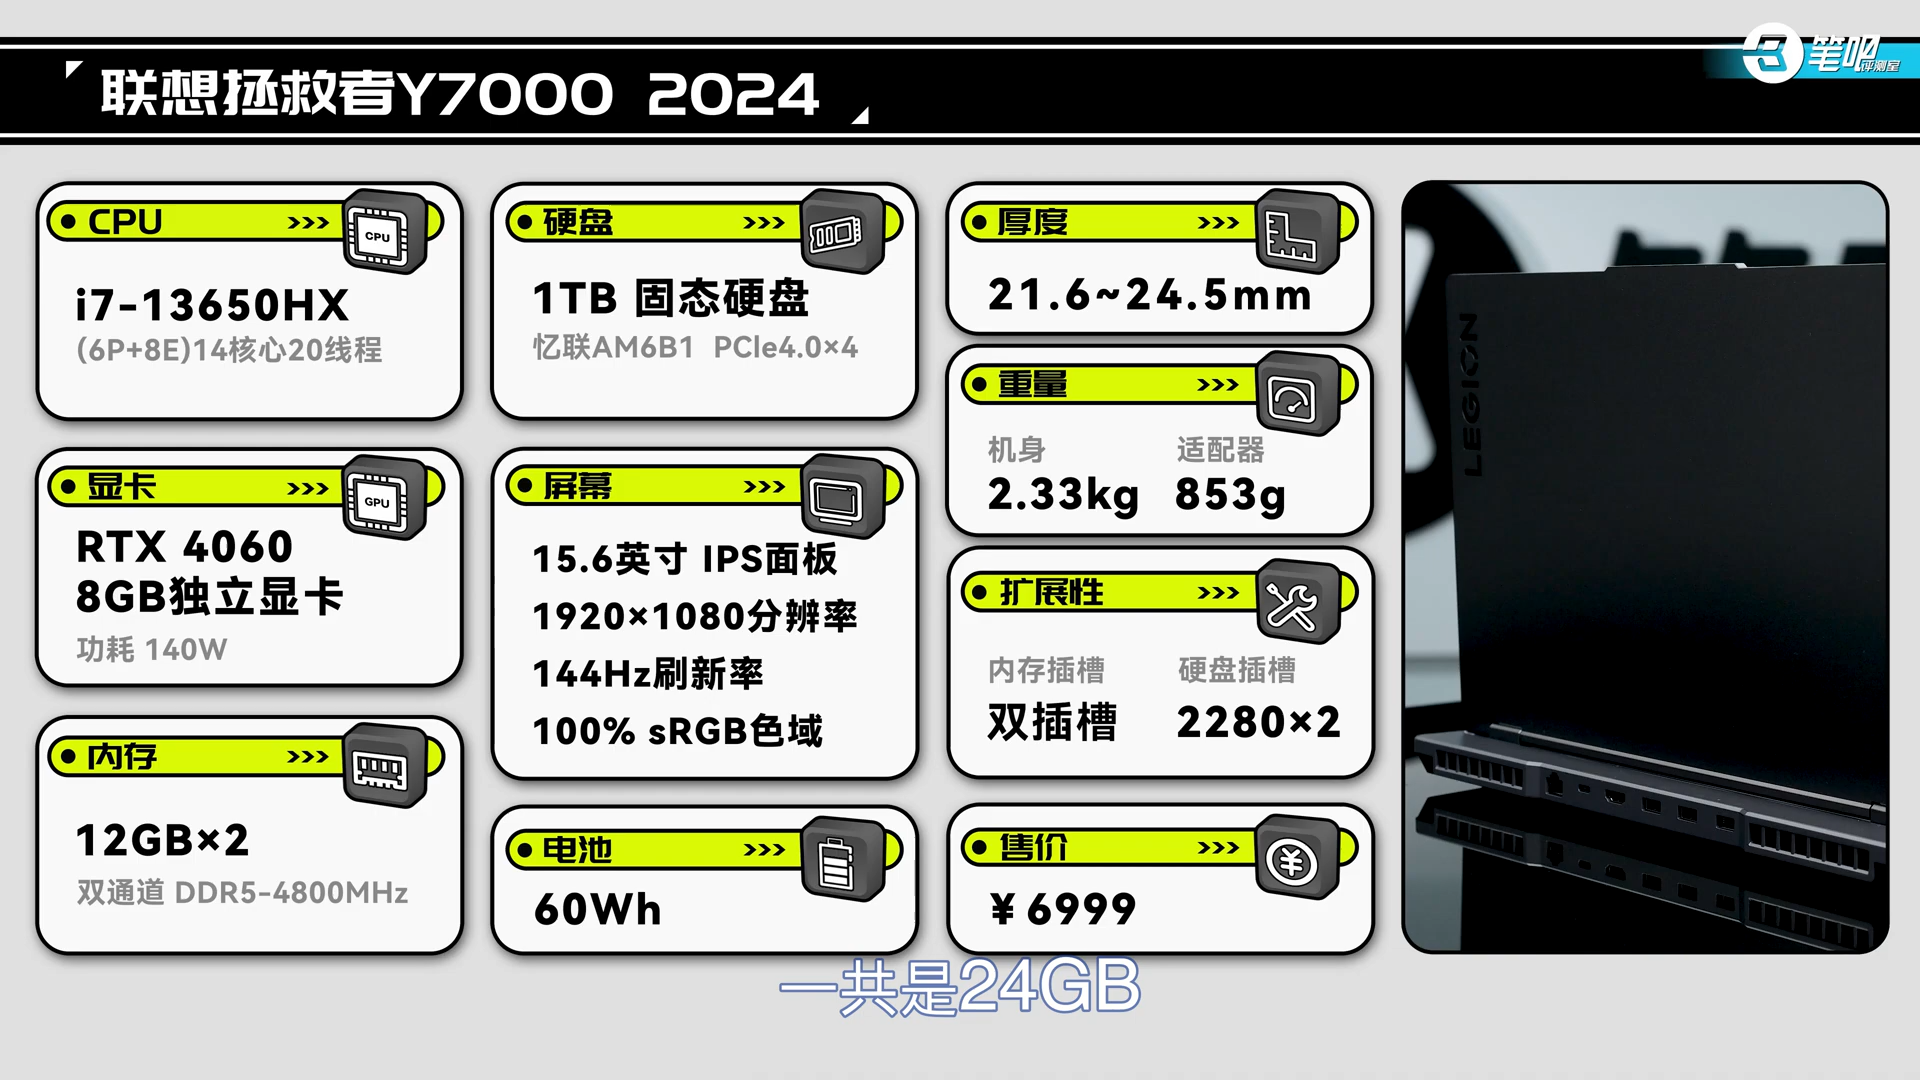 联想拯救者Y7000 2024
笔吧评测室
CPU
CPU
i7-13650HX
(6P+8E)14核心20线程
显卡
GPU
RTX 4060
8GB独立显卡
功耗 140W
内存
12GB×2
双通道 DDR5-4800MHz
硬盘
1TB 固态硬盘
忆联AM6B1 PCIe4.0×4
屏幕
15.6英寸 IPS面板
1920×1080分辨率
144Hz刷新率
100% sRGB色域
电池
60Wh
厚度
21.6~24.5mm
重量
机身 适配器
2.33kg 853g
扩展性
内存插槽 硬盘插槽
双插槽 2280×2
售价
¥6999
LEGION
一共是24GB